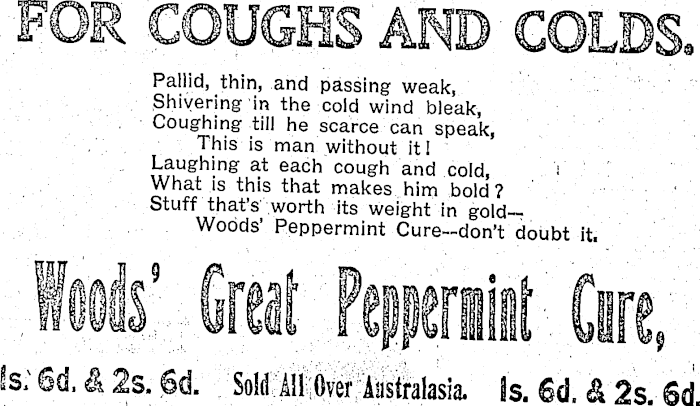 FOR COUGHS AND COLDS.
Pallid, thin, and passing weak,
Shivering in the cold wind bleak,
Coughing till he scarce can speak,
This is man without it!
Laughing at each cough and cold,
What is this that makes him bold?
Stuff that's worth its weight in gold—
Woods' Peppermint Cure--don't doubt it.
Woods' Great Peppermint Cure,
1s. 6d. & 2s. 6d. Sold All Over Australasia. 1s. 6d. & 2s. 6d.